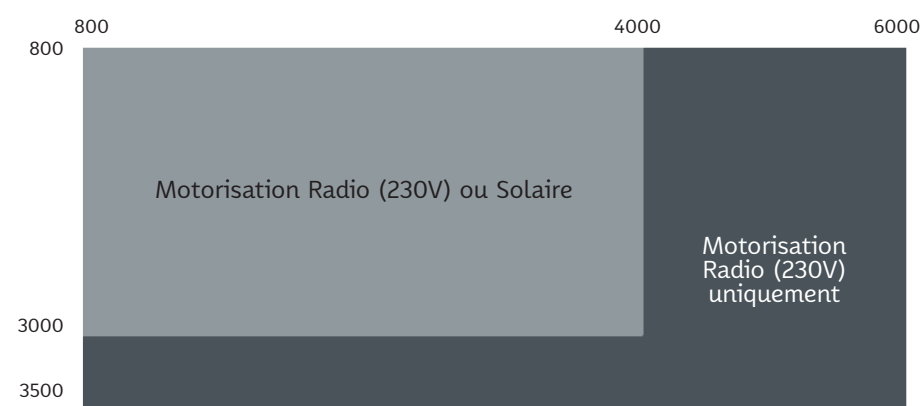 800 4000 6000
800
Motorisation Radio (230V) ou Solaire
Motorisation
Radio (230V)
uniquement
3000
3500